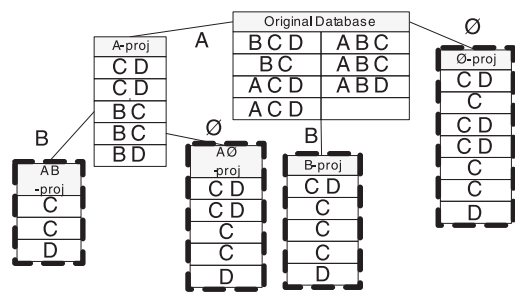 Original Database
B C D A B C
B C A B C
A C D A B D
A C D
A
Ø
A-proj
C D
C D
B C
B C
B D
B
Ø
B
AB
-proj
C
C
D
AØ
-proj
C D
C D
C
C
D
B-proj
C D
C
C
C
D
Ø-proj
C D
C
C D
C D
C
C
D